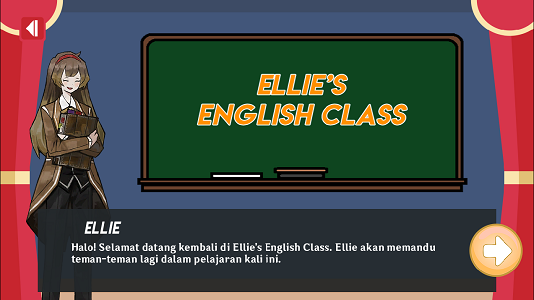 ELLIE'S
ENGLISH CLASS
ELLIE
Halo! Selamat datang kembali di Ellie's English Class. Ellie akan memandu
teman-teman lagi dalam pelajaran kali ini.